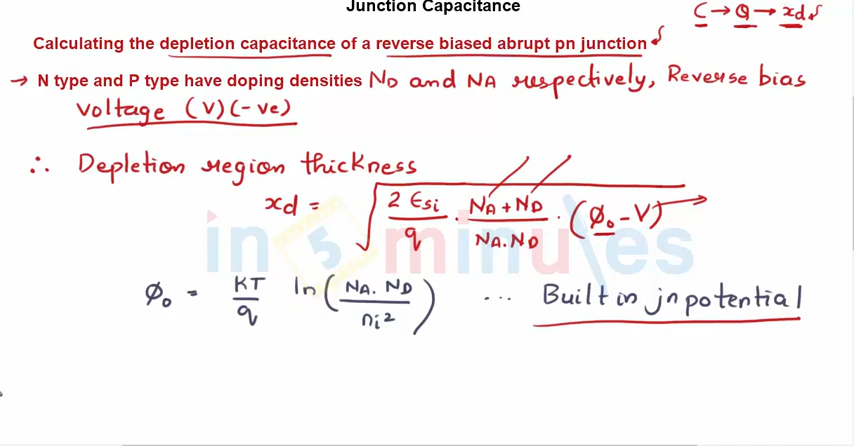 Junction Capacitance
C → Q → xd
Calculating the depletion capacitance of a reverse biased abrupt pn junction
→ N type and P type have doping densities ND and NA respectively, Reverse bias
voltage (V) (-ve)
∴ Depletion region thickness
xd = √( 2 ϵsi / q · NA + ND / NA. ND · (Ø₀ - V) )
in 5 minutes
Ø₀ = KT / q ln ( NA. ND / ni² ) ... Built in jn potential